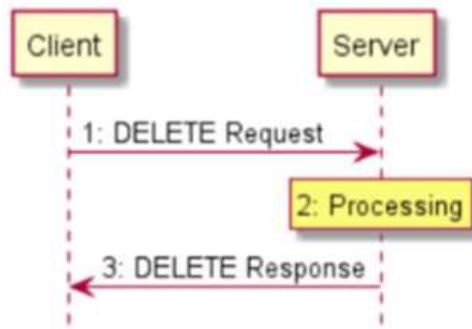 Client
Server
1: DELETE Request
2: Processing
3: DELETE Response